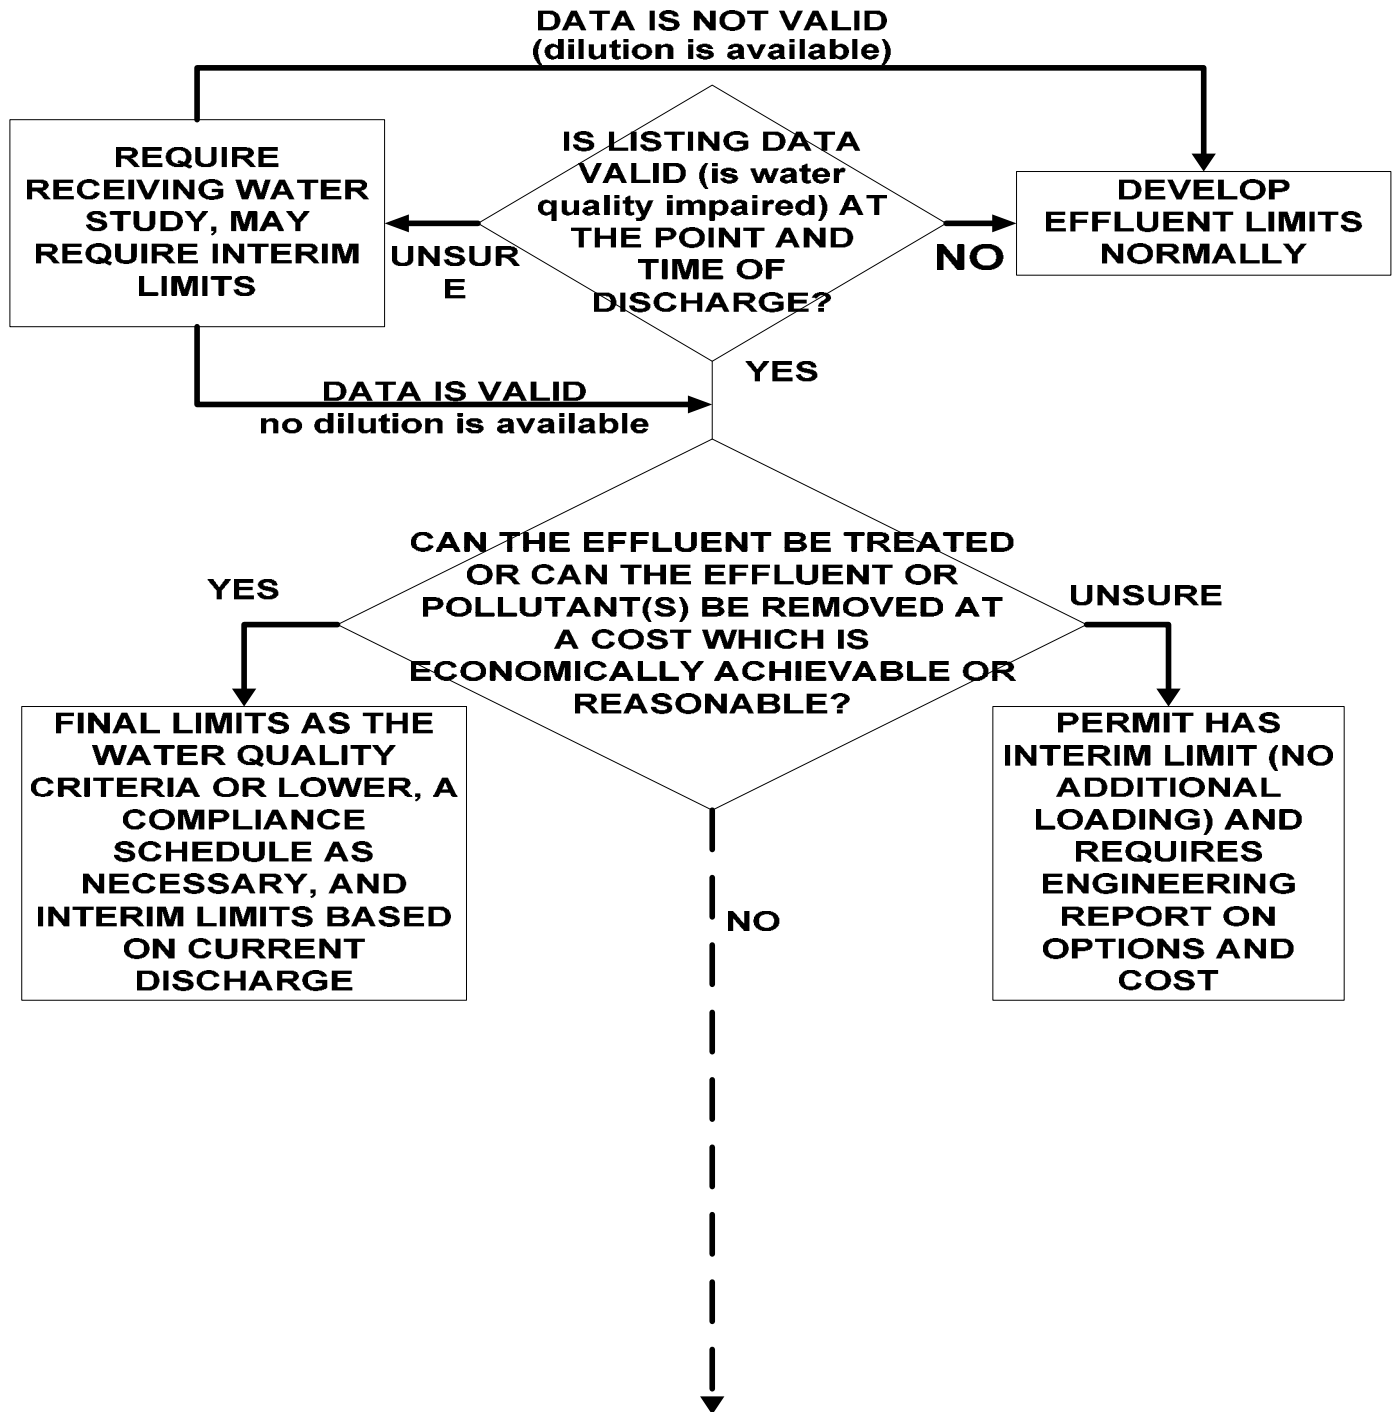 DATA IS NOT VALID
(dilution is available)
REQUIRE
RECEIVING WATER
STUDY, MAY
REQUIRE INTERIM
LIMITS
UNSUR
E
IS LISTING DATA
VALID (is water
quality impaired) AT
THE POINT AND
TIME OF
DISCHARGE?
NO
DEVELOP
EFFLUENT LIMITS
NORMALLY
YES
DATA IS VALID
no dilution is available
CAN THE EFFLUENT BE TREATED
OR CAN THE EFFLUENT OR
POLLUTANT(S) BE REMOVED AT
A COST WHICH IS
ECONOMICALLY ACHIEVABLE OR
REASONABLE?
YES
UNSURE
FINAL LIMITS AS THE
WATER QUALITY
CRITERIA OR LOWER, A
COMPLIANCE
SCHEDULE AS
NECESSARY, AND
INTERIM LIMITS BASED
ON CURRENT
DISCHARGE
NO
PERMIT HAS
INTERIM LIMIT (NO
ADDITIONAL
LOADING) AND
REQUIRES
ENGINEERING
REPORT ON
OPTIONS AND
COST